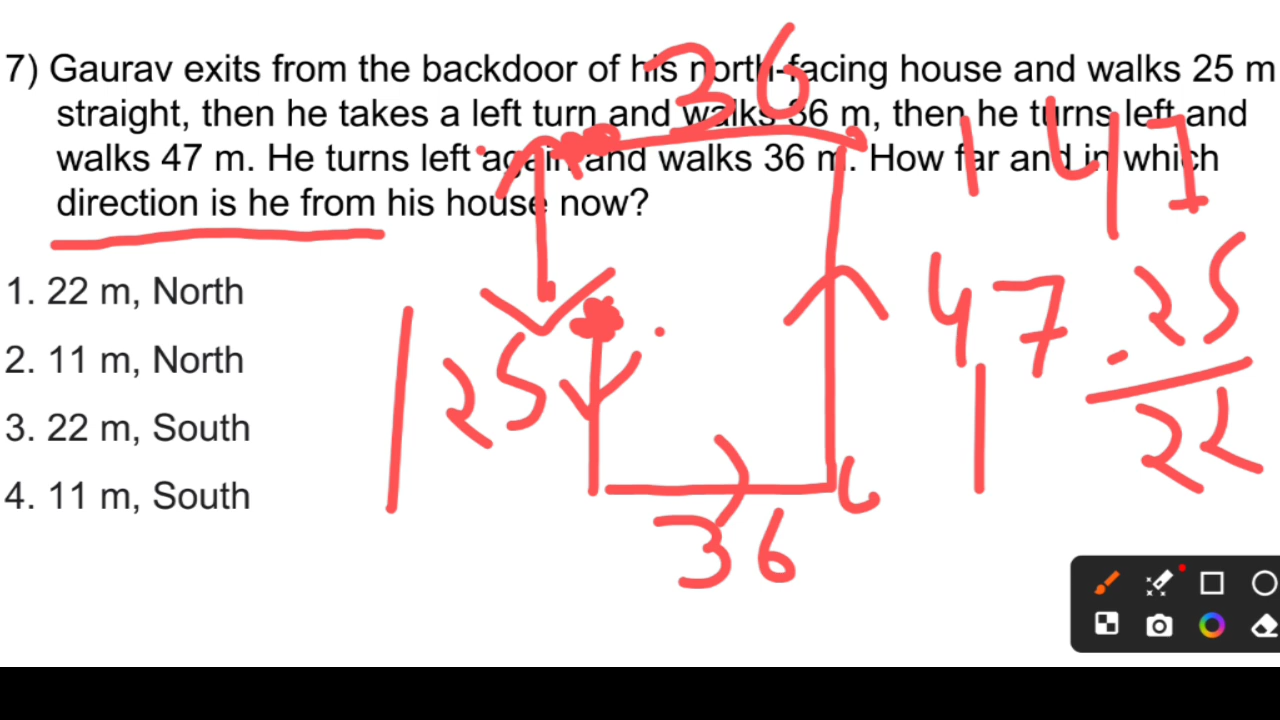 7) Gaurav exits from the backdoor of his north-facing house and walks 25 m
straight, then he takes a left turn and walks 36 m, then he turns left and
walks 47 m. He turns left again and walks 36 m. How far and in which
direction is he from his house now?
1. 22 m, North
2. 11 m, North
3. 22 m, South
4. 11 m, South
36
47
25
47
25
22
36